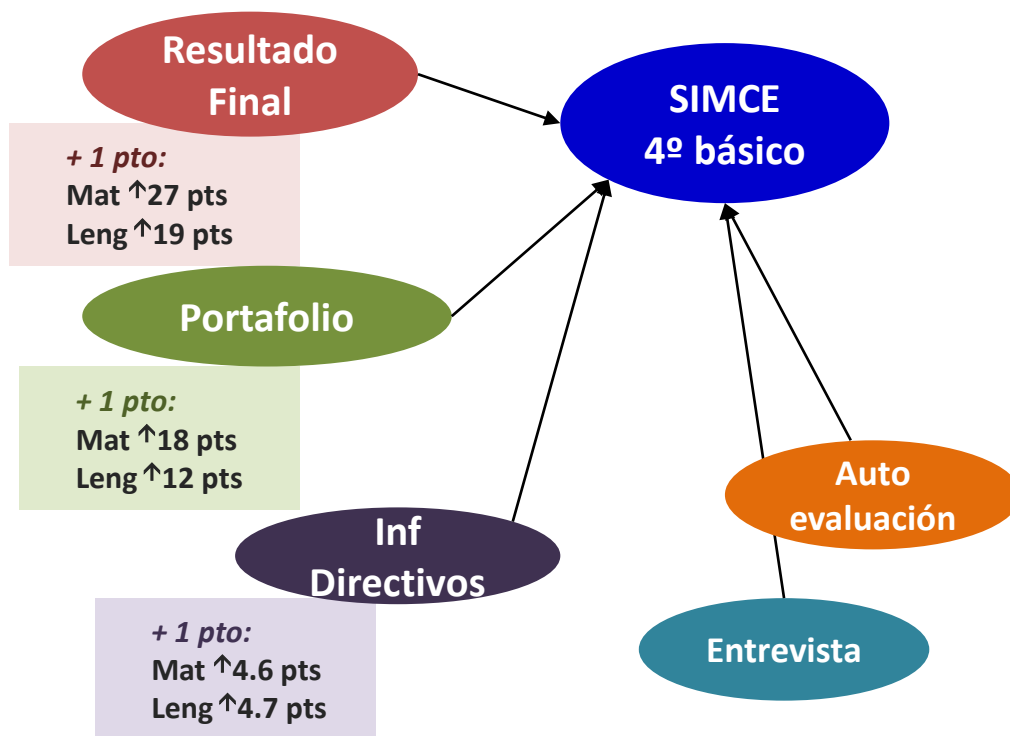 Resultado
Final
SIMCE
4º básico
+ 1 pto:
Mat ↑27 pts
Leng ↑19 pts
Portafolio
+ 1 pto:
Mat ↑18 pts
Leng ↑12 pts
Auto
evaluación
Inf
Directivos
+ 1 pto:
Mat ↑4.6 pts
Leng ↑4.7 pts
Entrevista